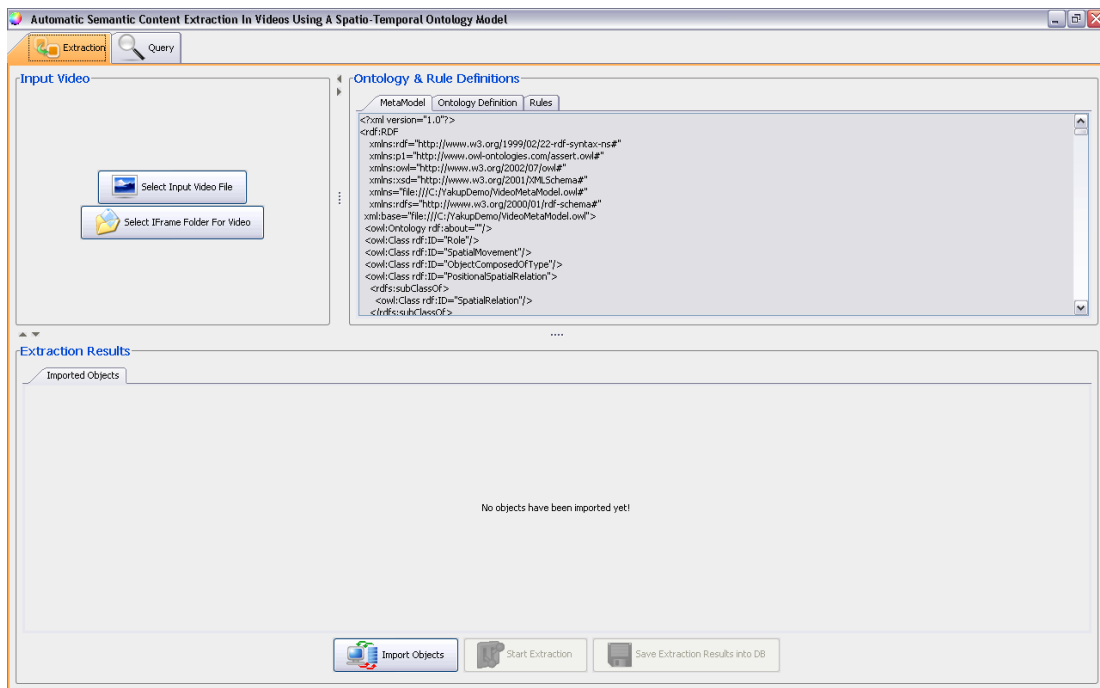 Automatic Semantic Content Extraction In Videos Using A Spatio-Temporal Ontology Model
Extraction
Query
Input Video
Select Input Video File
Select IFrame Folder For Video
Ontology & Rule Definitions
MetaModel
Ontology Definition
Rules
<?xml version="1.0"?>
<rdf:RDF
xmlns:rdf="http://www.w3.org/1999/02/22-rdf-syntax-ns#"
xmlns:p1="http://www.owl-ontologies.com/assert.owl#"
xmlns:owl="http://www.w3.org/2002/07/owl#"
xmlns:xsd="http://www.w3.org/2001/XMLSchema#"
xmlns="file:///C:/YakupDemo/VideoMetaModel.owl#"
xmlns:rdfs="http://www.w3.org/2000/01/rdf-schema#"
xml:base="file:///C:/YakupDemo/VideoMetaModel.owl">
<owl:Ontology rdf:about=""/>
<owl:Class rdf:ID="Role"/>
<owl:Class rdf:ID="SpatialMovement"/>
<owl:Class rdf:ID="ObjectComposedOfType"/>
<owl:Class rdf:ID="PositionalSpatialRelation">
<rdfs:subClassOf>
<owl:Class rdf:ID="SpatialRelation"/>
</rdfs:subClassOf>
Extraction Results
Imported Objects
No objects have been imported yet!
Import Objects
Start Extraction
Save Extraction Results into DB